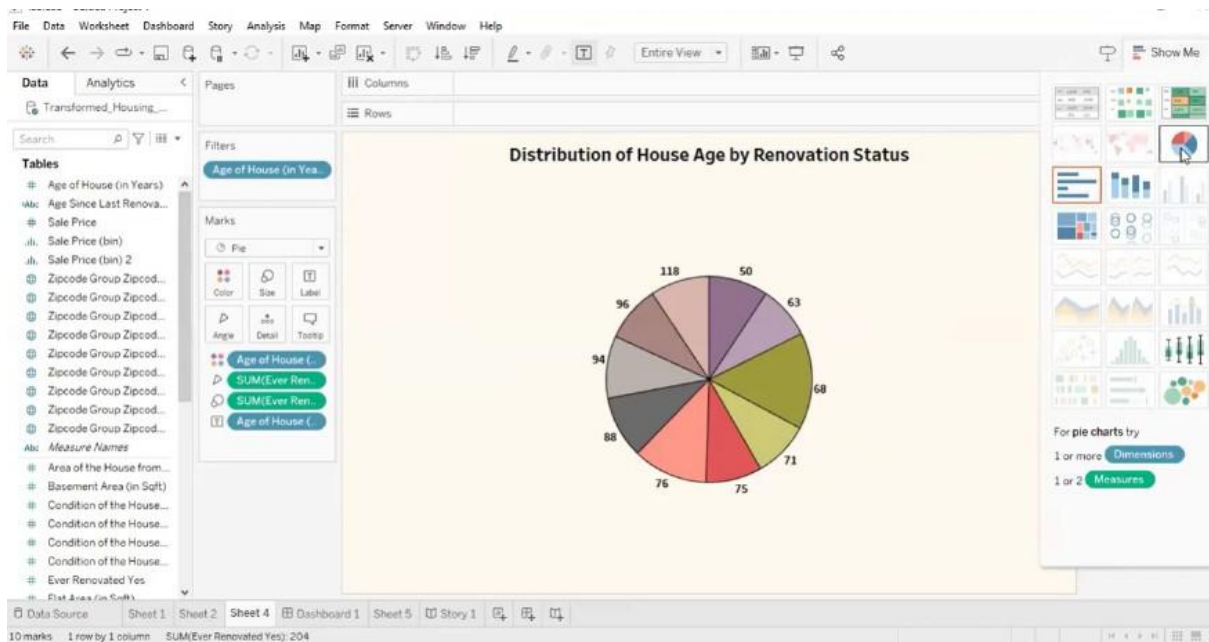 File Data Worksheet Dashboard Story Analysis Map Format Server Window Help
Entire View
Show Me
Data Analytics
Transformed_Housing_...
Search
Tables
Age of House (in Years)
Abc Age Since Last Renova...
Sale Price
Sale Price (bin)
Sale Price (bin) 2
Zipcode Group Zipcod...
Zipcode Group Zipcod...
Zipcode Group Zipcod...
Zipcode Group Zipcod...
Zipcode Group Zipcod...
Zipcode Group Zipcod...
Zipcode Group Zipcod...
Zipcode Group Zipcod...
Zipcode Group Zipcod...
Abc Measure Names
Area of the House from...
Basement Area (in Sqft)
Condition of the House...
Condition of the House...
Condition of the House...
Condition of the House...
Ever Renovated Yes
Flat Area (in Sqft)
Pages
Filters
Age of House (in Yea...
Marks
Pie
Color Size Label
Angle Detail Tooltip
Age of House (...
SUM(Ever Ren...
SUM(Ever Ren...
Age of House (...
Columns
Rows
Distribution of House Age by Renovation Status
118 50
96 63
94 68
88 71
76 75
For pie charts try
1 or more Dimensions
1 or 2 Measures
Data Source Sheet 1 Sheet 2 Sheet 4 Dashboard 1 Sheet 5 Story 1
10 marks 1 row by 1 column SUM(Ever Renovated Yes): 204